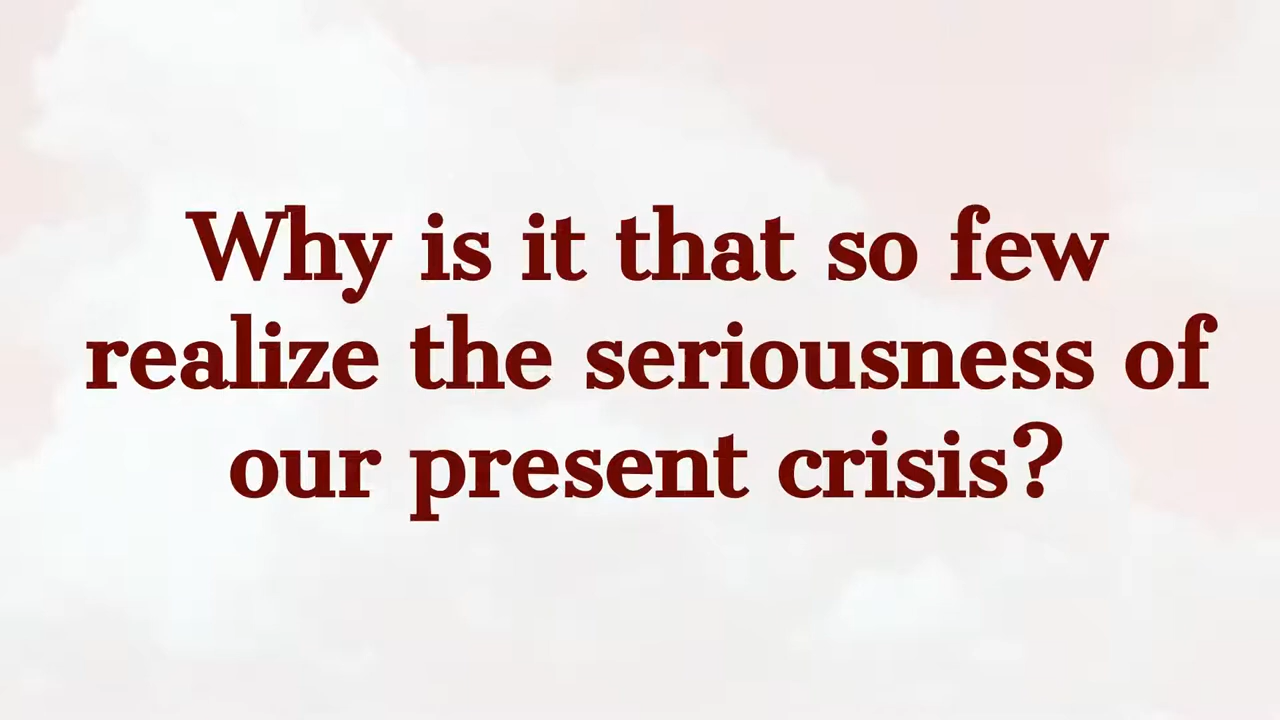 Why is it that so few
realize the seriousness of
our present crisis?